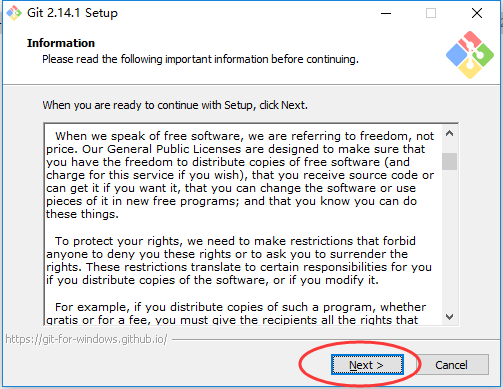 Git 2.14.1 Setup
Information
Please read the following important information before continuing.
When you are ready to continue with Setup, click Next.
When we speak of free software, we are referring to freedom, not
price. Our General Public Licenses are designed to make sure that
you have the freedom to distribute copies of free software (and
charge for this service if you wish), that you receive source code or
can get it if you want it, that you can change the software or use
pieces of it in new free programs; and that you know you can do
these things.
To protect your rights, we need to make restrictions that forbid
anyone to deny you these rights or to ask you to surrender the
rights. These restrictions translate to certain responsibilities for you
if you distribute copies of the software, or if you modify it.
For example, if you distribute copies of such a program, whether
gratis or for a fee, you must give the recipients all the rights that
https://git-for-windows.github.io/
Next >
Cancel